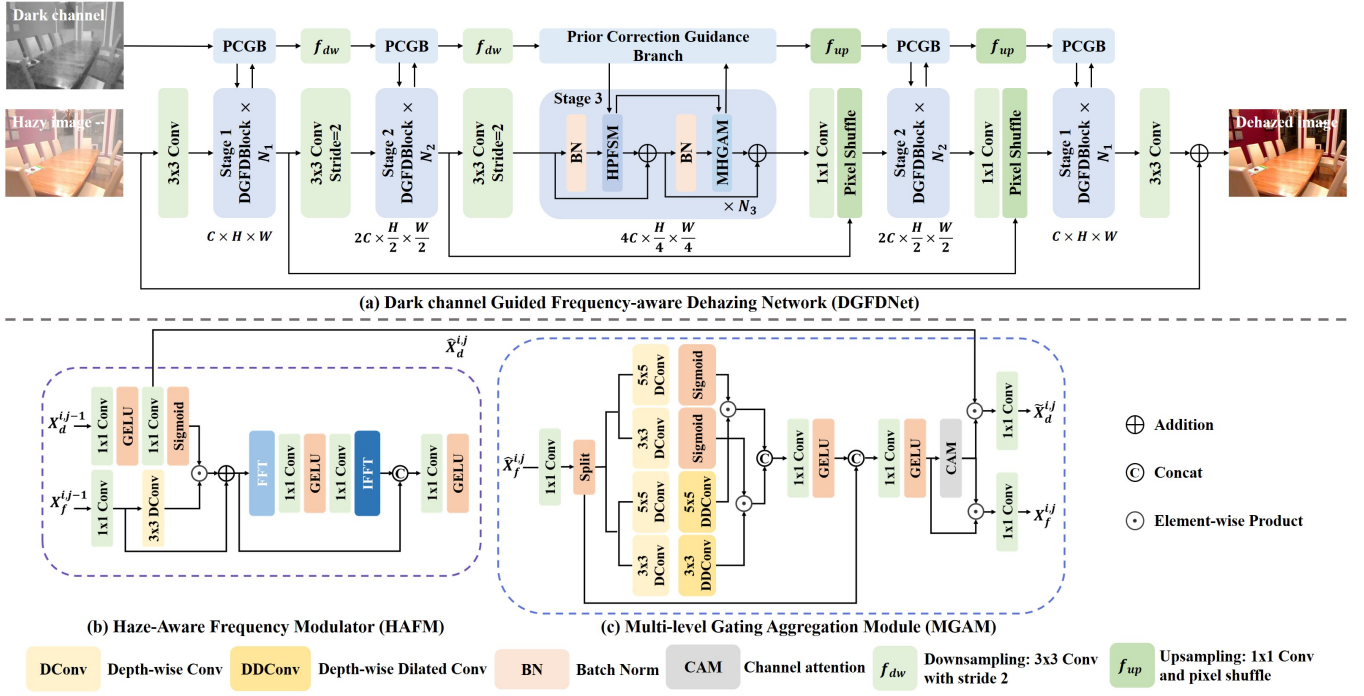 Dark channel
PCGB
f_dw
PCGB
f_dw
Prior Correction Guidance
Branch
f_up
PCGB
f_up
PCGB
Hazy image --
3x3 Conv
Stage 1
DGFDBlock ×
N_1
3x3 Conv
Stride=2
Stage 2
DGFDBlock ×
N_2
3x3 Conv
Stride=2
Stage 3
BN
HPFSM
BN
MHGAM
× N_3
1x1 Conv
Pixel Shuffle
Stage 2
DGFDBlock ×
N_2
1x1 Conv
Pixel Shuffle
Stage 1
DGFDBlock ×
N_1
3x3 Conv
Dehazed image
C × H × W
2C × H/2 × W/2
4C × H/4 × W/4
2C × H/2 × W/2
C × H × W
(a) Dark channel Guided Frequency-aware Dehazing Network (DGFDNet)
X̂_d^{i,j}
X_d^{i,j-1}
1x1 Conv
GELU
1x1 Conv
Sigmoid
X_f^{i,j-1}
1x1 Conv
3x3 DConv
FFT
1x1 Conv
GELU
1x1 Conv
IFFT
C
1x1 Conv
GELU
(b) Haze-Aware Frequency Modulator (HAFM)
X̂_f^{i,j}
1x1 Conv
Split
5x5
DConv
Sigmoid
3x3
DConv
Sigmoid
5x5
DConv
5x5
DDConv
3x3
DConv
3x3
DDConv
C
1x1 Conv
GELU
C
1x1 Conv
GELU
CAM
1x1 Conv
X̃_d^{i,j}
1x1 Conv
X_f^{i,j}
(c) Multi-level Gating Aggregation Module (MGAM)
Addition
C Concat
Element-wise Product
DConv Depth-wise Conv
DDConv Depth-wise Dilated Conv
BN Batch Norm
CAM Channel attention
f_dw Downsampling: 3x3 Conv
with stride 2
f_up Upsampling: 1x1 Conv
and pixel shuffle